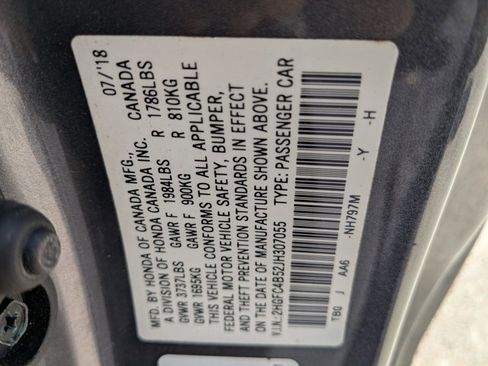 MFD. BY HONDA OF CANADA MFG., 07/'18
A DIVISION OF HONDA CANADA INC., CANADA
GVWR 3737LBS GAWR F 1984LBS R 1786LBS
GVWR 1695KG GAWR F 900KG R 810KG
THIS VEHICLE CONFORMS TO ALL APPLICABLE
FEDERAL MOTOR VEHICLE SAFETY, BUMPER,
AND THEFT PREVENTION STANDARDS IN EFFECT
ON THE DATE OF MANUFACTURE SHOWN ABOVE.
V.I.N.:2HGFC4B52JH307055 TYPE: PASSENGER CAR
TBG J AA6 -NH797M -Y -H